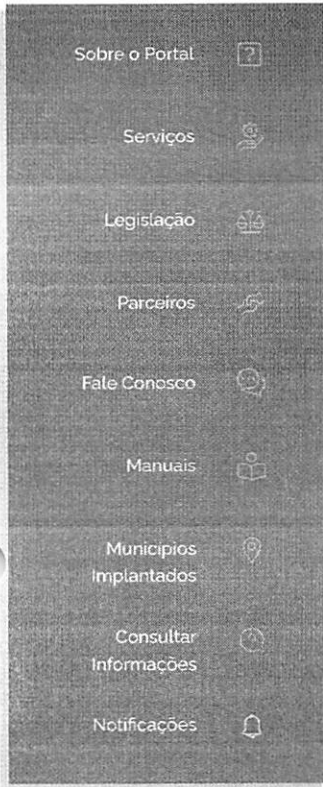 Sobre o Portal
Serviços
Legislação
Parceiros
Fale Conosco
Manuais
Municípios
Implantados
Consultar
Informações
Notificações